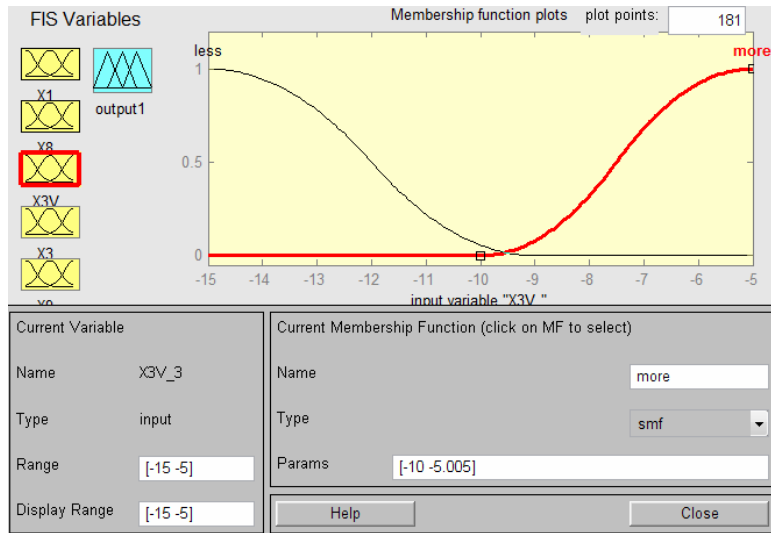 FIS Variables
Membership function plots plot points: 181
less
more
X1
output1
X8
X3V
X3
1
0.5
0
-15 -14 -13 -12 -11 -10 -9 -8 -7 -6 -5
input variable "X3V_"
Current Variable
Name X3V_3
Type input
Range [-15 -5]
Display Range [-15 -5]
Current Membership Function (click on MF to select)
Name more
Type smf
Params [-10 -5.005]
Help Close